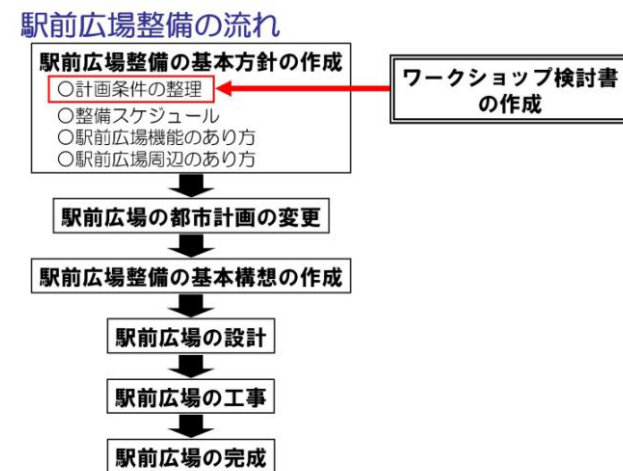 駅前広場整備の流れ
駅前広場整備の基本方針の作成
○計画条件の整理
○整備スケジュール
○駅前広場機能のあり方
○駅前広場周辺のあり方
ワークショップ検討書
の作成
駅前広場の都市計画の変更
駅前広場整備の基本構想の作成
駅前広場の設計
駅前広場の工事
駅前広場の完成